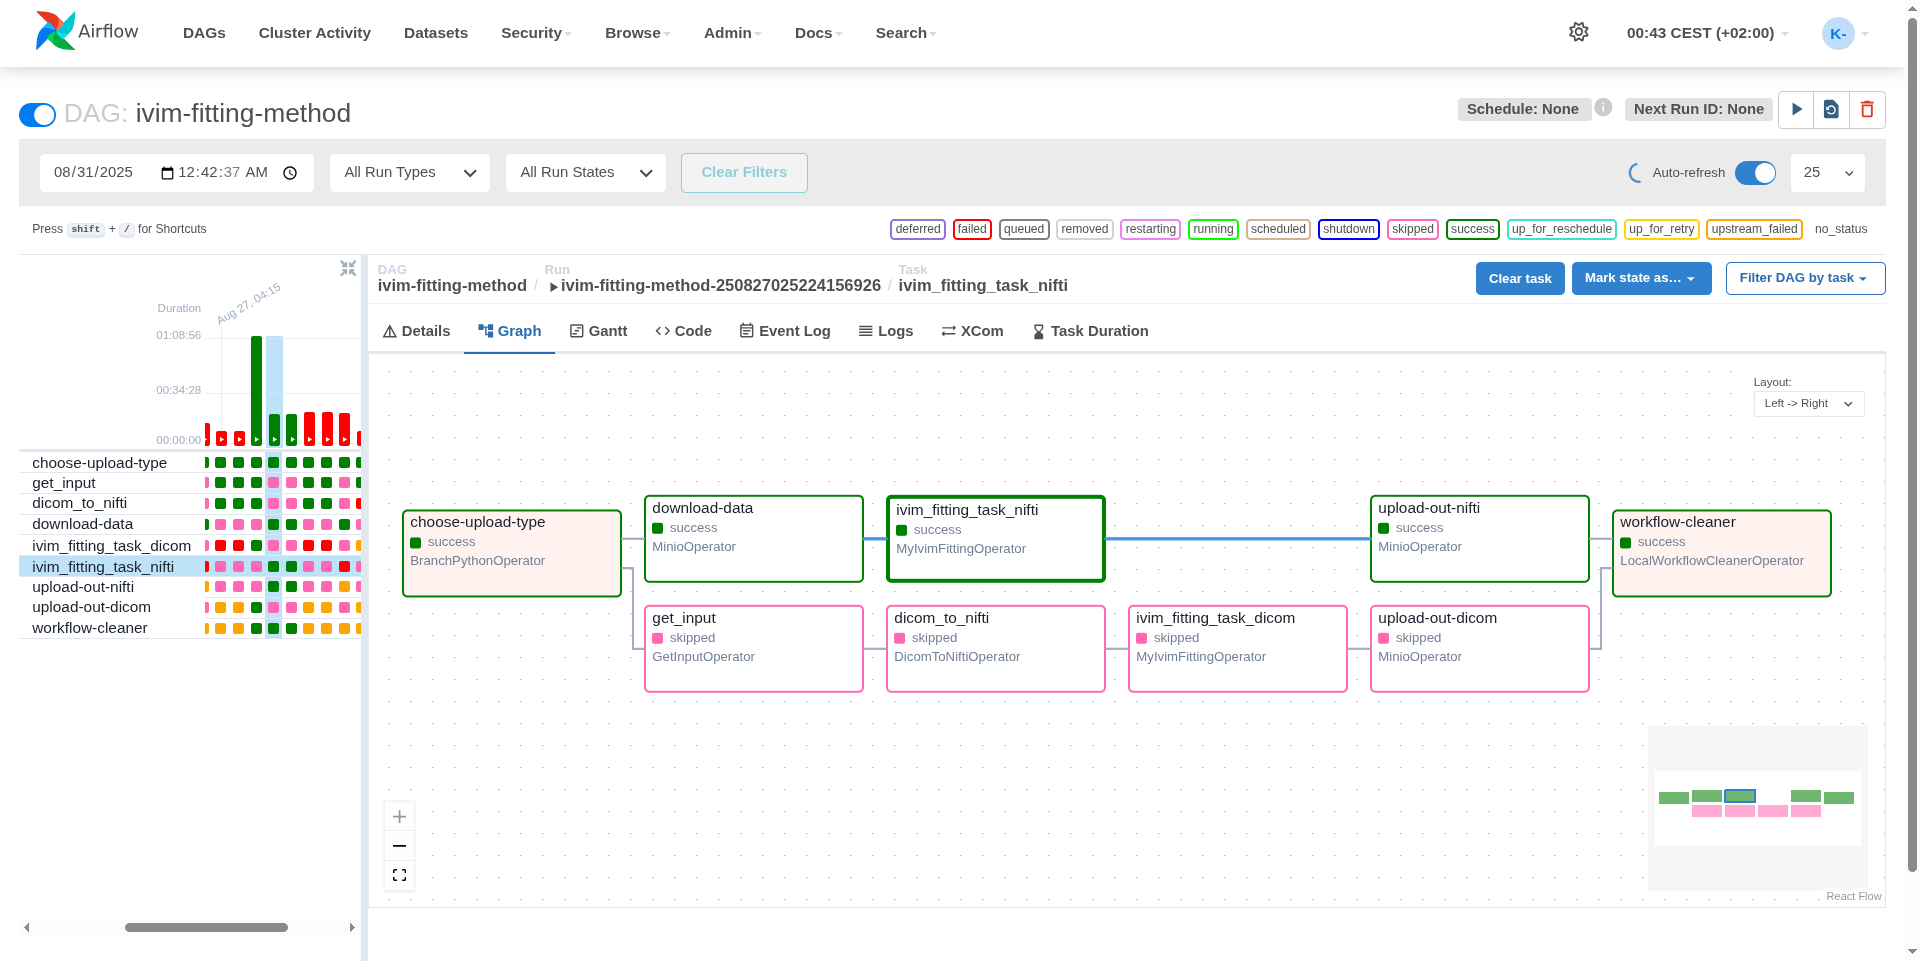 Airflow
DAGs
Cluster Activity
Datasets
Security
Browse
Admin
Docs
Search
00:43 CEST (+02:00)
K-
DAG: ivim-fitting-method
Schedule: None
Next Run ID: None
08/31/2025 12:42:37 AM
All Run Types
All Run States
Clear Filters
Auto-refresh
25
Press shift + / for Shortcuts
deferred
failed
queued
removed
restarting
running
scheduled
shutdown
skipped
success
up_for_reschedule
up_for_retry
upstream_failed
no_status
Duration
Aug 27, 04:15
01:08:56
00:34:28
00:00:00
choose-upload-type
get_input
dicom_to_nifti
download-data
ivim_fitting_task_dicom
ivim_fitting_task_nifti
upload-out-nifti
upload-out-dicom
workflow-cleaner
DAG
ivim-fitting-method
/
Run
ivim-fitting-method-250827025224156926
/
Task
ivim_fitting_task_nifti
Clear task
Mark state as...
Filter DAG by task
Details
Graph
Gantt
Code
Event Log
Logs
XCom
Task Duration
Layout:
Left -> Right
choose-upload-type
success
BranchPythonOperator
download-data
success
MinioOperator
ivim_fitting_task_nifti
success
MyIvimFittingOperator
upload-out-nifti
success
MinioOperator
workflow-cleaner
success
LocalWorkflowCleanerOperator
get_input
skipped
GetInputOperator
dicom_to_nifti
skipped
DicomToNiftiOperator
ivim_fitting_task_dicom
skipped
MyIvimFittingOperator
upload-out-dicom
skipped
MinioOperator
React Flow